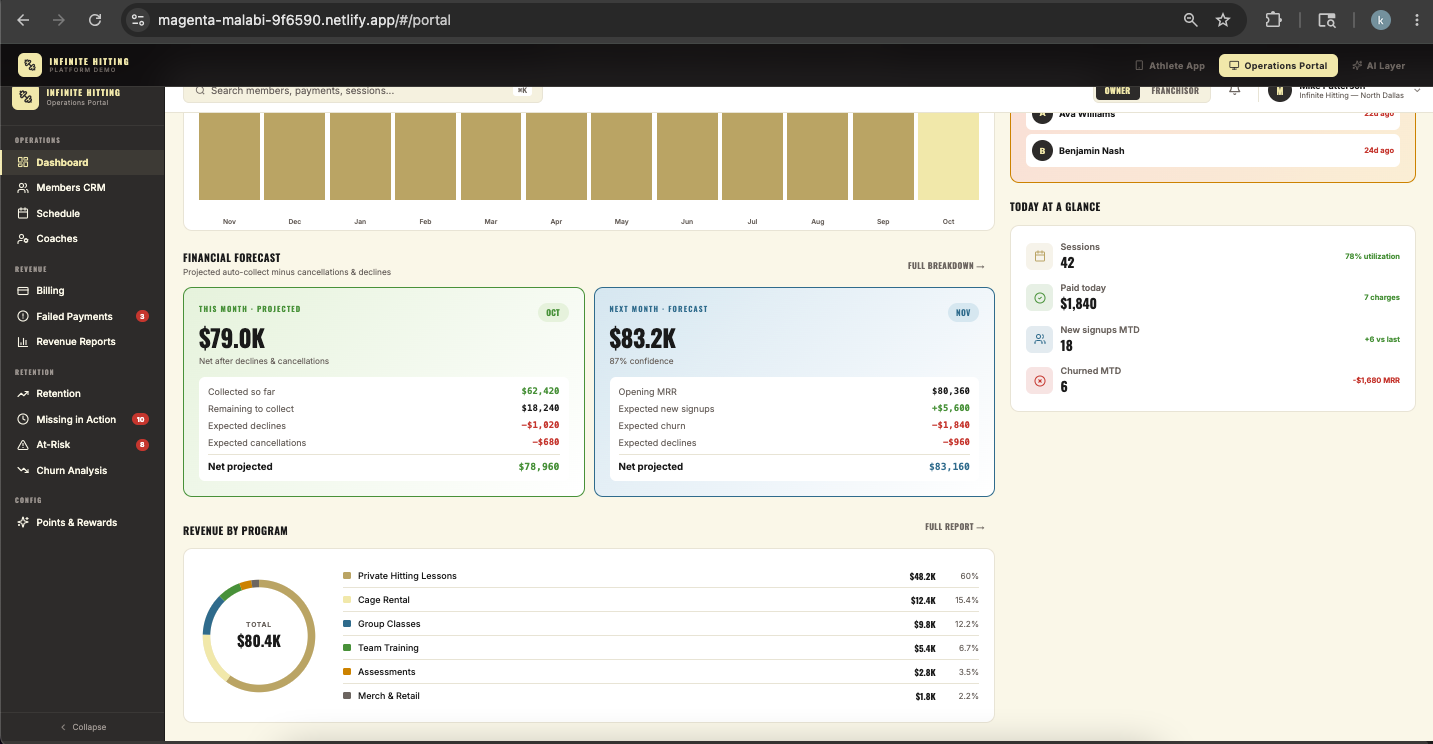 magenta-malabi-9f6590.netlify.app/#/portal
k
INFINITE HITTING
PLATFORM DEMO
Athlete App
Operations Portal
AI Layer
INFINITE HITTING
Operations Portal
Search members, payments, sessions...
⌘K
OWNER
FRANCHISOR
M
Infinite Hitting — North Dallas
OPERATIONS
Dashboard
Members CRM
Schedule
Coaches
REVENUE
Billing
Failed Payments 3
Revenue Reports
RETENTION
Retention
Missing in Action 10
At-Risk 8
Churn Analysis
CONFIG
Points & Rewards
Collapse
Nov Dec Jan Feb Mar Apr May Jun Jul Aug Sep Oct
FINANCIAL FORECAST
Projected auto-collect minus cancellations & declines
FULL BREAKDOWN →
THIS MONTH · PROJECTED
OCT
$79.0K
Net after declines & cancellations
Collected so far $62,420
Remaining to collect $18,240
Expected declines −$1,020
Expected cancellations −$680
Net projected $78,960
NEXT MONTH · FORECAST
NOV
$83.2K
87% confidence
Opening MRR $80,360
Expected new signups +$5,600
Expected churn −$1,840
Expected declines −$960
Net projected $83,160
REVENUE BY PROGRAM
FULL REPORT →
TOTAL
$80.4K
Private Hitting Lessons $48.2K 60%
Cage Rental $12.4K 15.4%
Group Classes $9.8K 12.2%
Team Training $5.4K 6.7%
Assessments $2.8K 3.5%
Merch & Retail $1.8K 2.2%
A Ava Williams 22d ago
B Benjamin Nash 24d ago
TODAY AT A GLANCE
Sessions
42
78% utilization
Paid today
$1,840
7 charges
New signups MTD
18
+6 vs last
Churned MTD
6
-$1,680 MRR